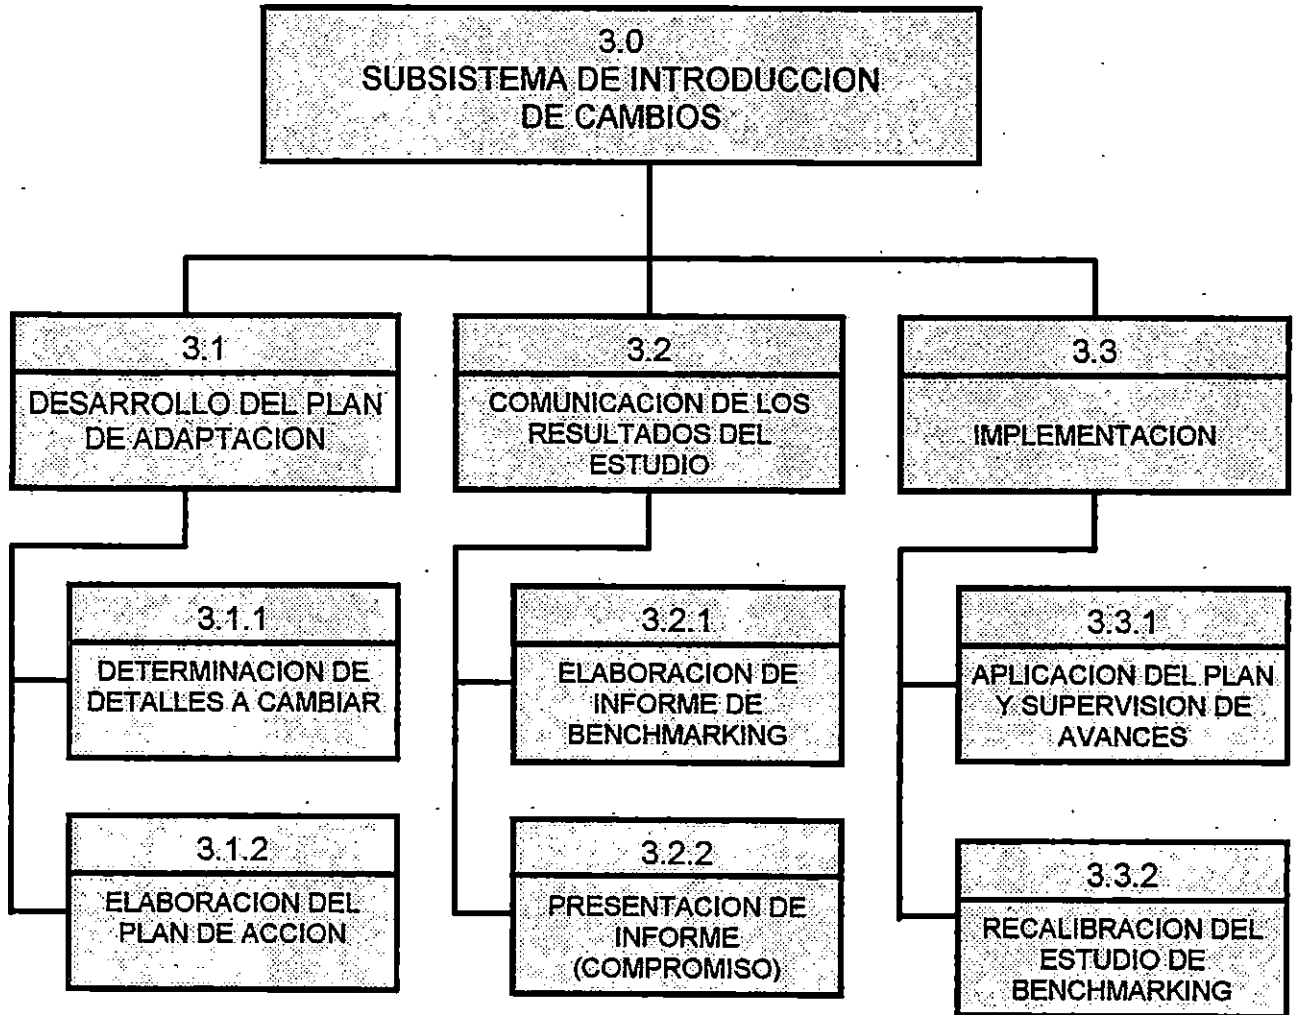 3.0
SUBSISTEMA DE INTRODUCCION
DE CAMBIOS
3.1
DESARROLLO DEL PLAN
DE ADAPTACION
3.2
COMUNICACION DE LOS
RESULTADOS DEL
ESTUDIO
3.3
IMPLEMENTACION
3.1.1
DETERMINACION DE
DETALLES A CAMBIAR
3.2.1
ELABORACION DE
INFORME DE
BENCHMARKING
3.3.1
APLICACION DEL PLAN
Y SUPERVISION DE
AVANCES
3.1.2
ELABORACION DEL
PLAN DE ACCION
3.2.2
PRESENTACION DE
INFORME
(COMPROMISO)
3.3.2
RECALIBRACION DEL
ESTUDIO DE
BENCHMARKING